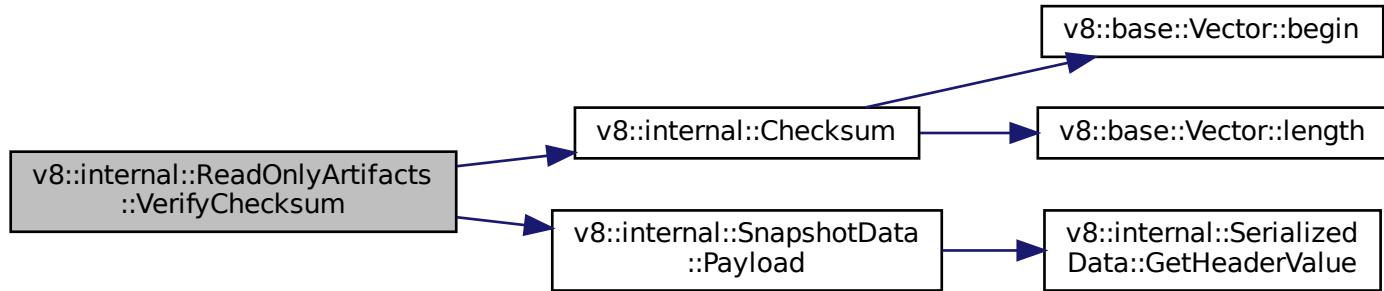 v8::internal::ReadOnlyArtifacts
::VerifyChecksum
v8::internal::Checksum
v8::base::Vector::begin
v8::base::Vector::length
v8::internal::SnapshotData
::Payload
v8::internal::Serialized
Data::GetHeaderValue